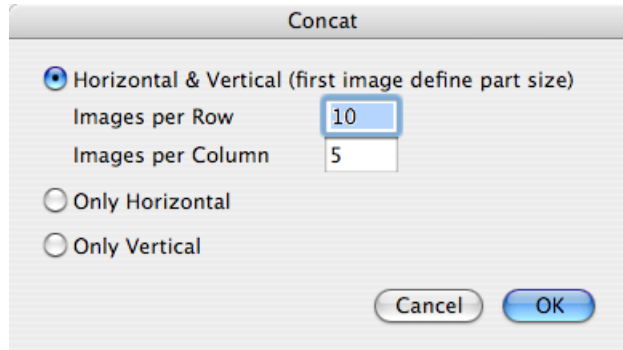 Concat
Horizontal & Vertical (first image define part size)
Images per Row 10
Images per Column 5
Only Horizontal
Only Vertical
Cancel OK